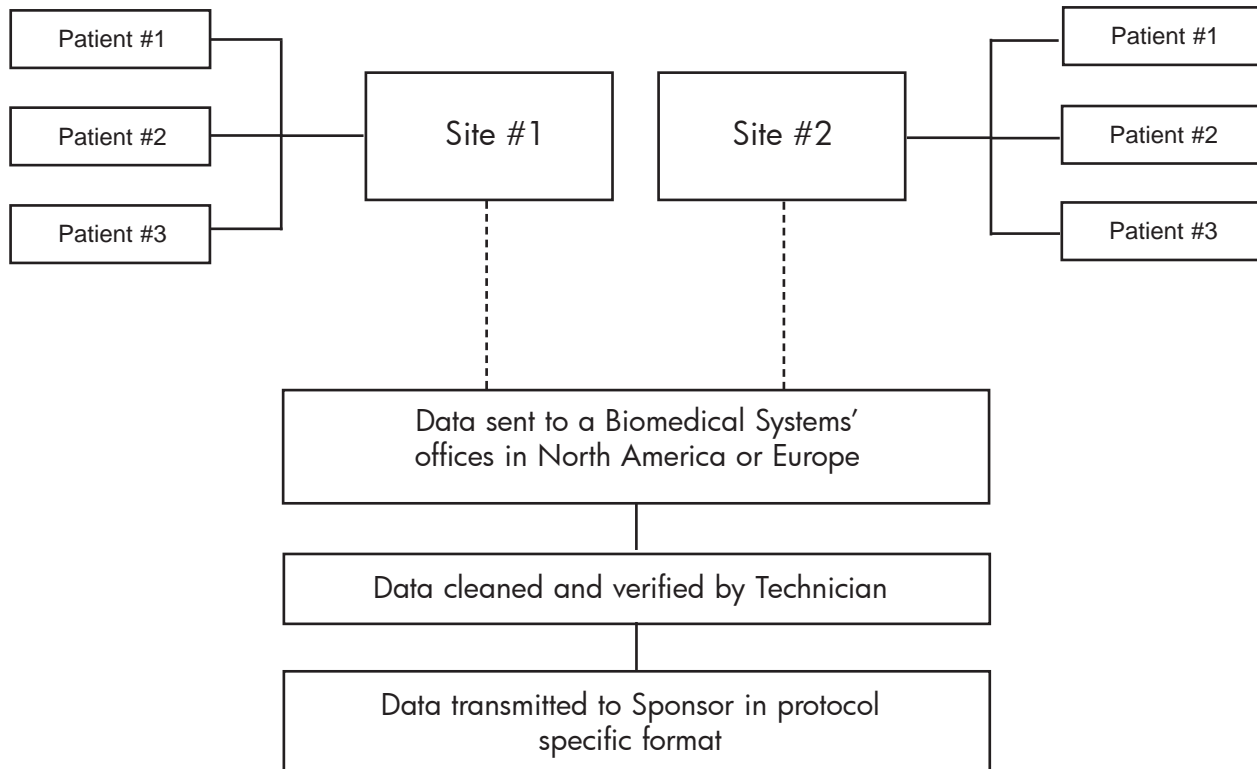 Patient #1
Patient #2
Patient #3
Site #1
Site #2
Patient #1
Patient #2
Patient #3
Data sent to a Biomedical Systems’
offices in North America or Europe
Data cleaned and verified by Technician
Data transmitted to Sponsor in protocol
specific format